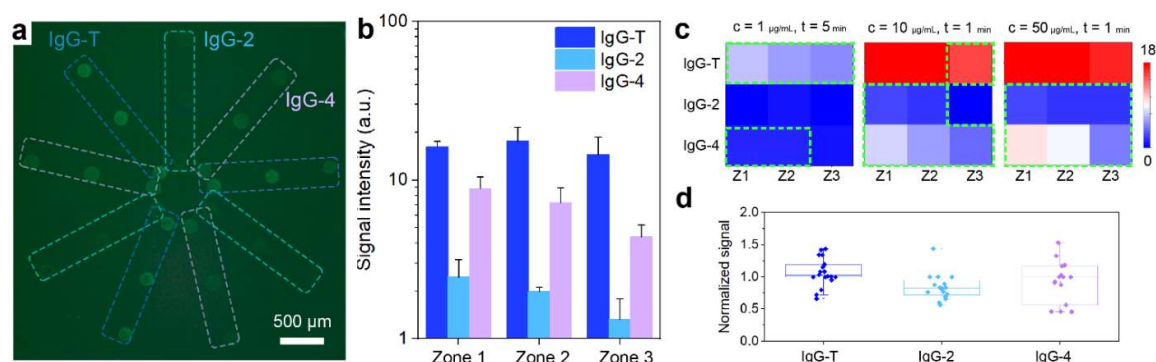 a
IgG-T
IgG-2
IgG-4
500 µm
b
Signal intensity (a.u.)
100
10
1
IgG-T
IgG-2
IgG-4
Zone 1 Zone 2 Zone 3
c
c = 1 µg/mL, t = 5 min
c = 10 µg/mL, t = 1 min
c = 50 µg/mL, t = 1 min
IgG-T
IgG-2
IgG-4
Z1 Z2 Z3
Z1 Z2 Z3
Z1 Z2 Z3
18
0
d
Normalized signal
2.0
1.5
1.0
0.5
0.0
IgG-T IgG-2 IgG-4